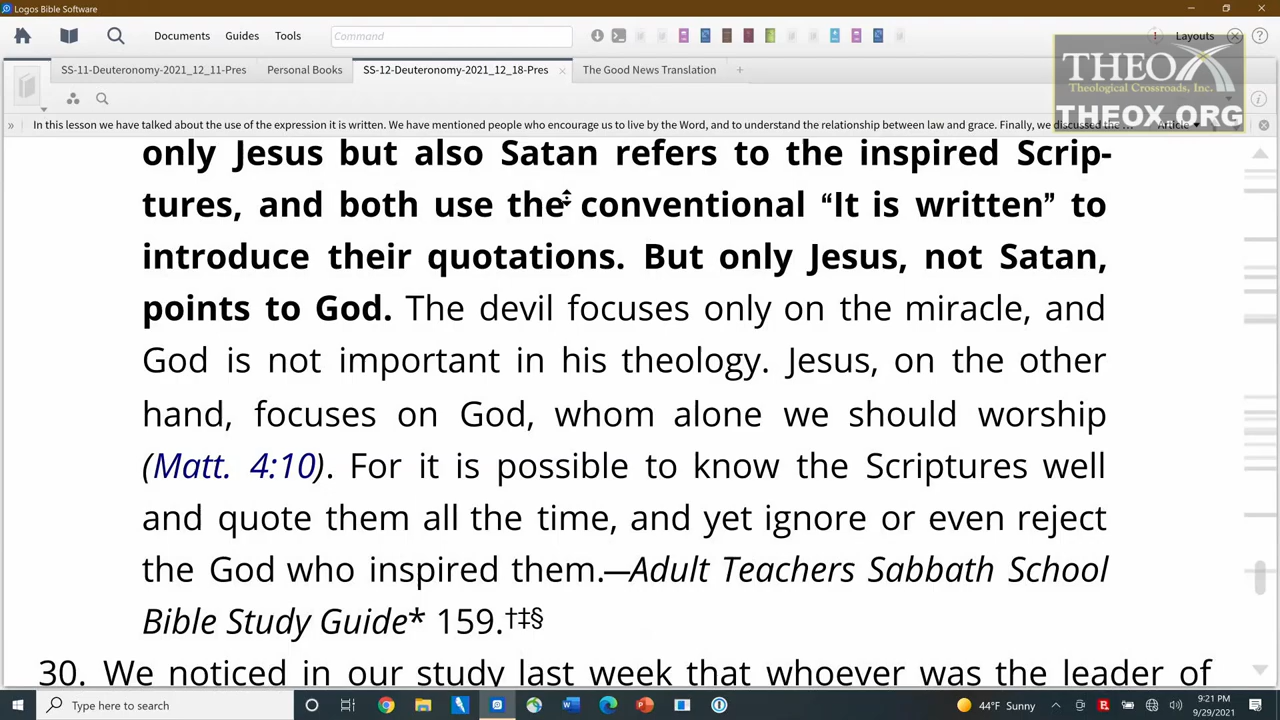 Logos Bible Software
Documents Guides Tools Command Layouts
THEOX
Theological Crossroads, Inc.
THEOX.ORG
SS-11-Deuteronomy-2021_12_11-Pres Personal Books SS-12-Deuteronomy-2021_12_18-Pres The Good News Translation
In this lesson we have talked about the use of the expression it is written. We have mentioned people who encourage us to live by the Word, and to understand the relationship between law and grace. Finally, we discussed the ... Article
only Jesus but also Satan refers to the inspired Scrip-
tures, and both use the conventional “It is written” to
introduce their quotations. But only Jesus, not Satan,
points to God. The devil focuses only on the miracle, and
God is not important in his theology. Jesus, on the other
hand, focuses on God, whom alone we should worship
(Matt. 4:10). For it is possible to know the Scriptures well
and quote them all the time, and yet ignore or even reject
the God who inspired them.—Adult Teachers Sabbath School
Bible Study Guide* 159.†‡§
30. We noticed in our study last week that whoever was the leader of
Type here to search
44°F Sunny
9:21 PM
9/29/2021